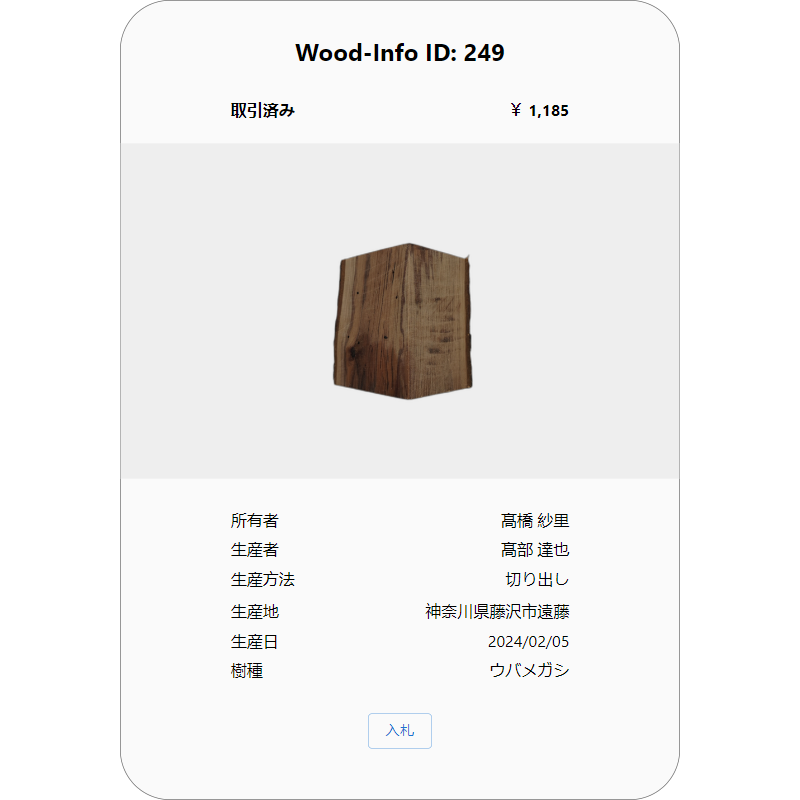 Wood-Info ID: 249
取引済み ￥ 1,185
所有者 髙橋 紗里
生産者 髙部 達也
生産方法 切り出し
生産地 神奈川県藤沢市遠藤
生産日 2024/02/05
樹種 ウバメガシ
入札